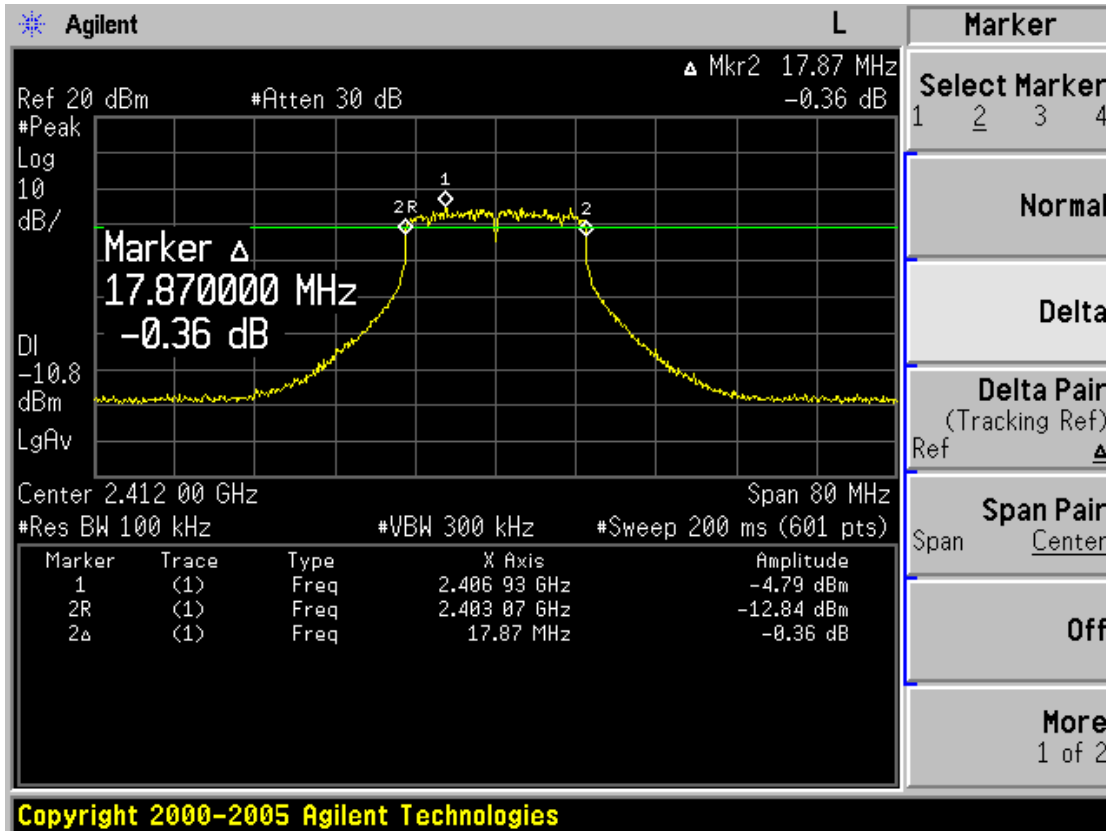 Agilent L Marker
Δ Mkr2 17.87 MHz
Ref 20 dBm #Atten 30 dB -0.36 dB
#Peak
Log
10
dB/
1
2R
2
Marker Δ
17.870000 MHz
-0.36 dB
DI
-10.8
dBm
LgAv
Center 2.412 00 GHz Span 80 MHz
#Res BW 100 kHz #VBW 300 kHz #Sweep 200 ms (601 pts)
Marker Trace Type X Axis Amplitude
1 (1) Freq 2.406 93 GHz -4.79 dBm
2R (1) Freq 2.403 07 GHz -12.84 dBm
2Δ (1) Freq 17.87 MHz -0.36 dB
Select Marker
1 2 3 4
Normal
Delta
Delta Pair
(Tracking Ref)
Ref Δ
Span Pair
Span Center
Off
More
1 of 2
Copyright 2000-2005 Agilent Technologies